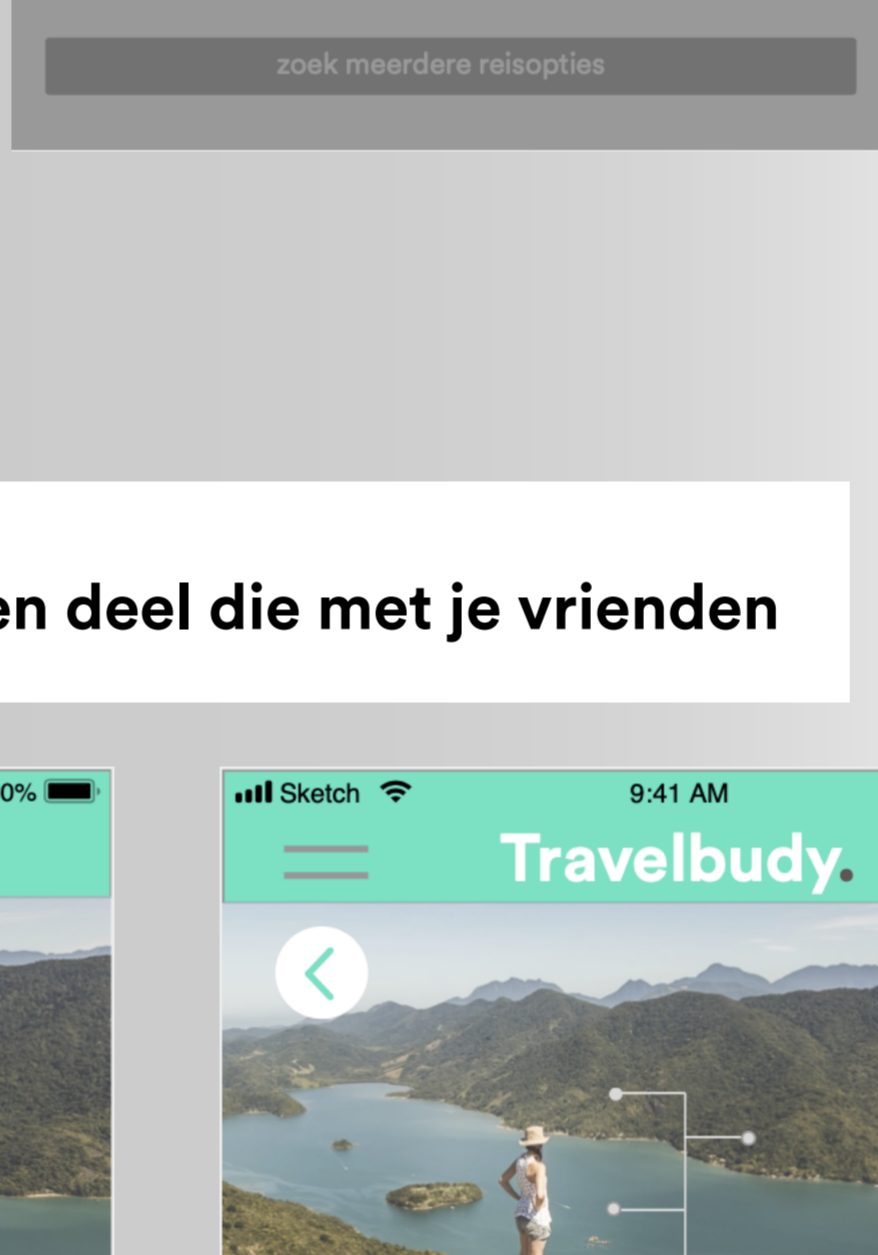 zoek meerdere reisopties
en deel die met je vrienden
0%
Sketch 9:41 AM
Travelbudy.